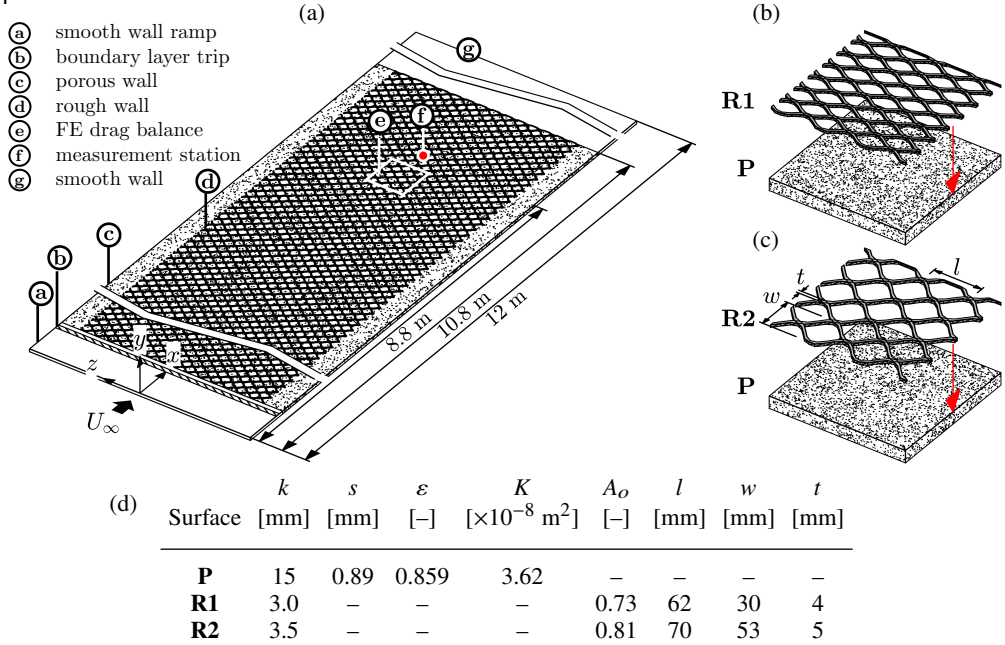 (a)
(b)
ⓐ smooth wall ramp
ⓑ boundary layer trip
ⓒ porous wall
ⓓ rough wall
ⓔ FE drag balance
ⓕ measurement station
ⓖ smooth wall
g
e
f
d
c
b
a
R1
P
(c)
t
l
w
R2
P
8.8 m
10.8 m
12 m
y
x
z
U∞
(d)
k s ε K Aₒ l w t
Surface [mm] [mm] [–] [×10⁻⁸ m²] [–] [mm] [mm] [mm]
P 15 0.89 0.859 3.62 – – – –
R1 3.0 – – – 0.73 62 30 4
R2 3.5 – – – 0.81 70 53 5